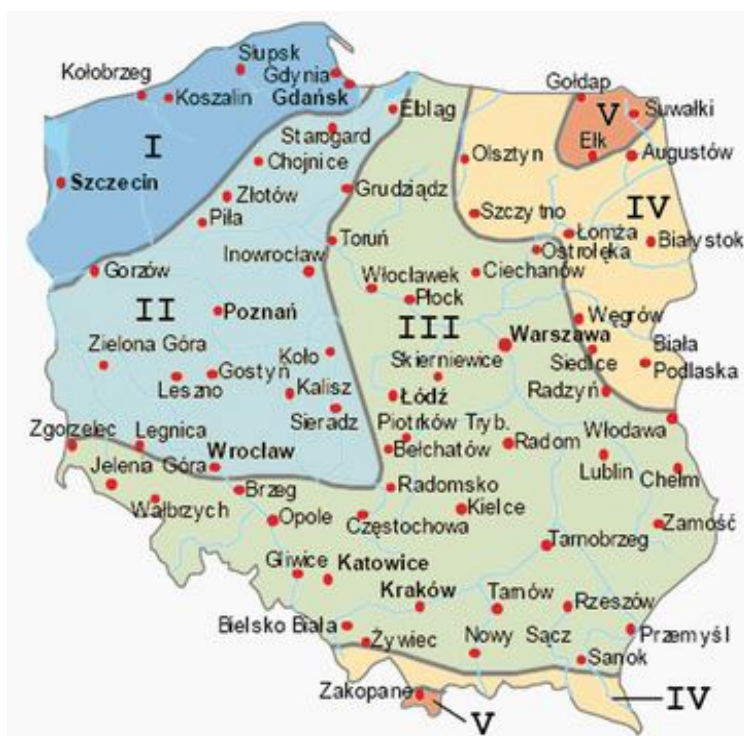 Słupsk
Kołobrzeg
Gdynia
Koszalin
Gdańsk
Elbląg
Gołdap
V
Suwałki
Starogard
I
Ełk
Chojnice
Olsztyn
Augustów
Szczecin
Grudziądz
Złotów
Szczytno
IV
Piła
Łomża
Toruń
Białystok
Ostrołęka
Inowrocław
Gorzów
Ciechanów
Włocławek
Płock
II
Poznań
III
Węgrów
Warszawa
Zielona Góra
Koło
Skierniewice
Siedlce
Biała
Podlaska
Gostyń
Leszno
Kalisz
Łódź
Radzyń
Sieradz
Piotrków Tryb.
Zgorzelec
Legnica
Włodawa
Radom
Wrocław
Bełchatów
Jelenia Góra
Lublin
Chełm
Brzeg
Radomsko
Wałbrzych
Kielce
Opole
Częstochowa
Zamość
Tarnobrzeg
Gliwice
Katowice
Kraków
Tarnów
Rzeszów
Bielsko Biała
Żywiec
Nowy Sącz
Przemyśl
Sanok
Zakopane
IV
V